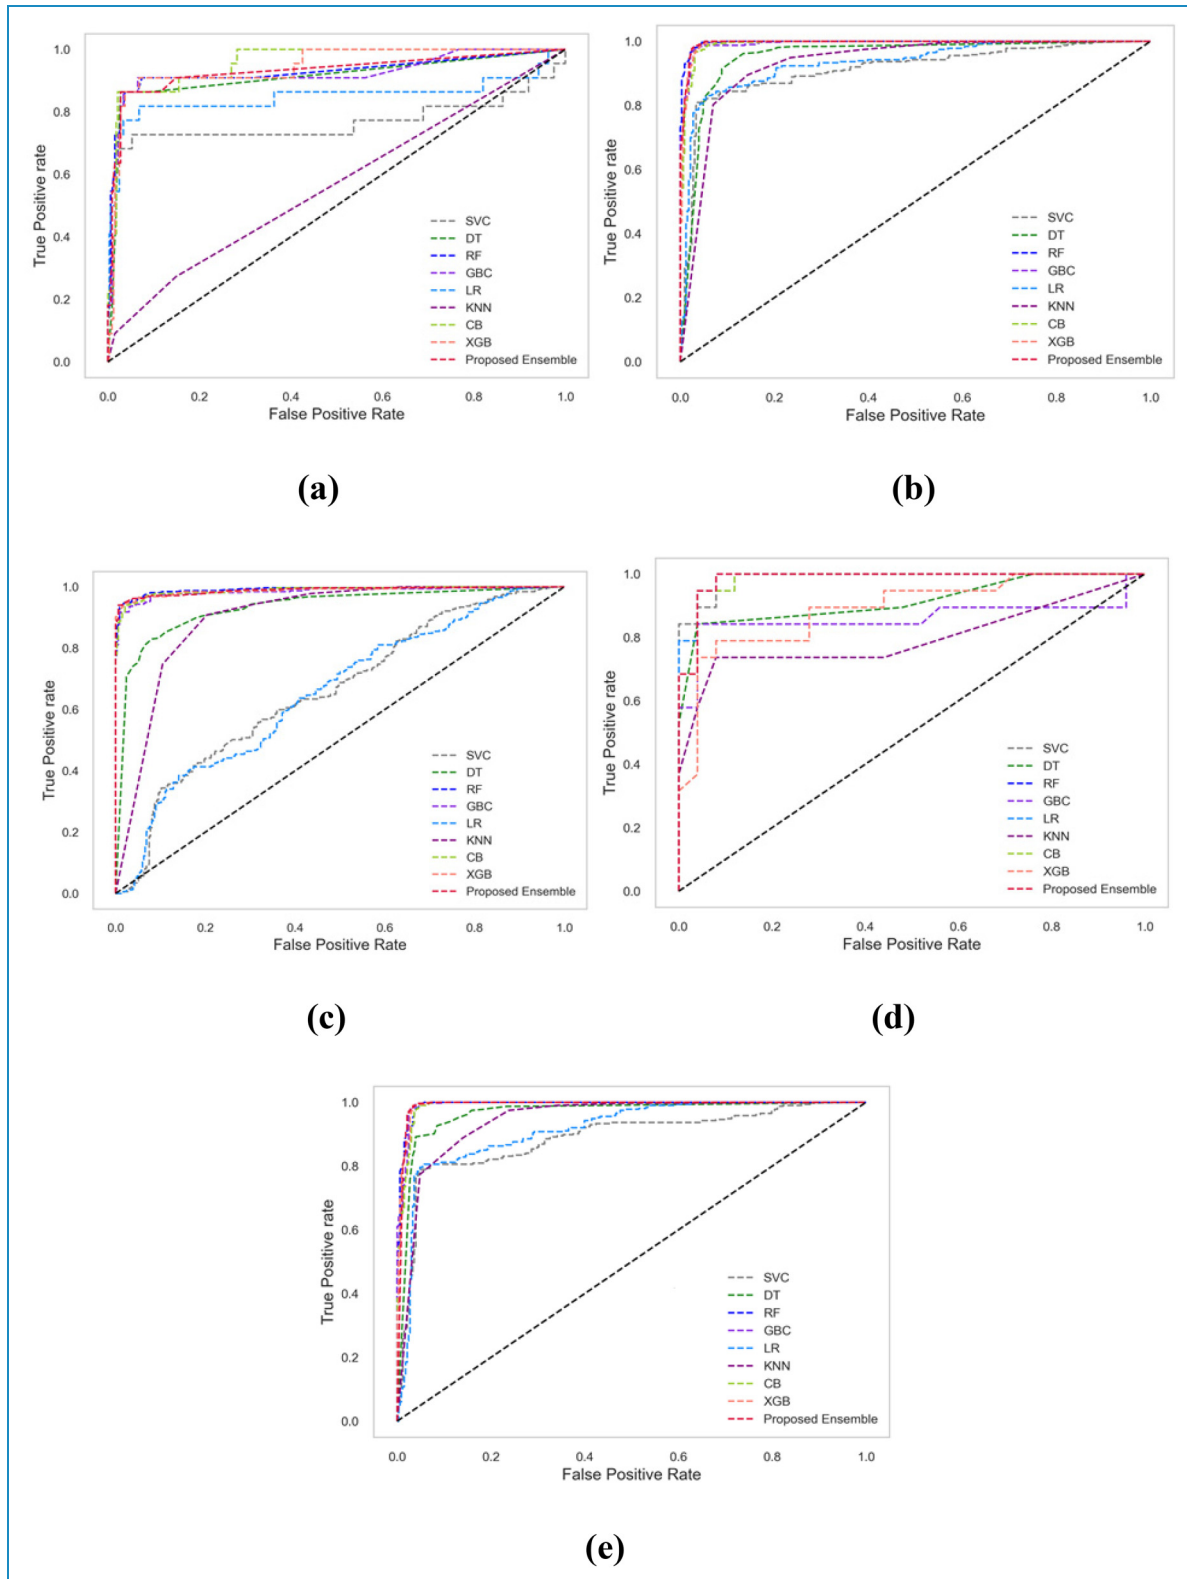 1.0
0.8
0.6
0.4
0.2
0.0
True Positive rate
SVC
DT
RF
GBC
LR
KNN
CB
XGB
Proposed Ensemble
0.0 0.2 0.4 0.6 0.8 1.0
False Positive Rate
(a)
1.0
0.8
0.6
0.4
0.2
0.0
True Positive rate
SVC
DT
RF
GBC
LR
KNN
CB
XGB
Proposed Ensemble
0.0 0.2 0.4 0.6 0.8 1.0
False Positive Rate
(b)
1.0
0.8
0.6
0.4
0.2
0.0
True Positive rate
SVC
DT
RF
GBC
LR
KNN
CB
XGB
Proposed Ensemble
0.0 0.2 0.4 0.6 0.8 1.0
False Positive Rate
(c)
1.0
0.8
0.6
0.4
0.2
0.0
True Positive rate
SVC
DT
RF
GBC
LR
KNN
CB
XGB
Proposed Ensemble
0.0 0.2 0.4 0.6 0.8 1.0
False Positive Rate
(d)
1.0
0.8
0.6
0.4
0.2
0.0
True Positive rate
SVC
DT
RF
GBC
LR
KNN
CB
XGB
Proposed Ensemble
0.0 0.2 0.4 0.6 0.8 1.0
False Positive Rate
(e)